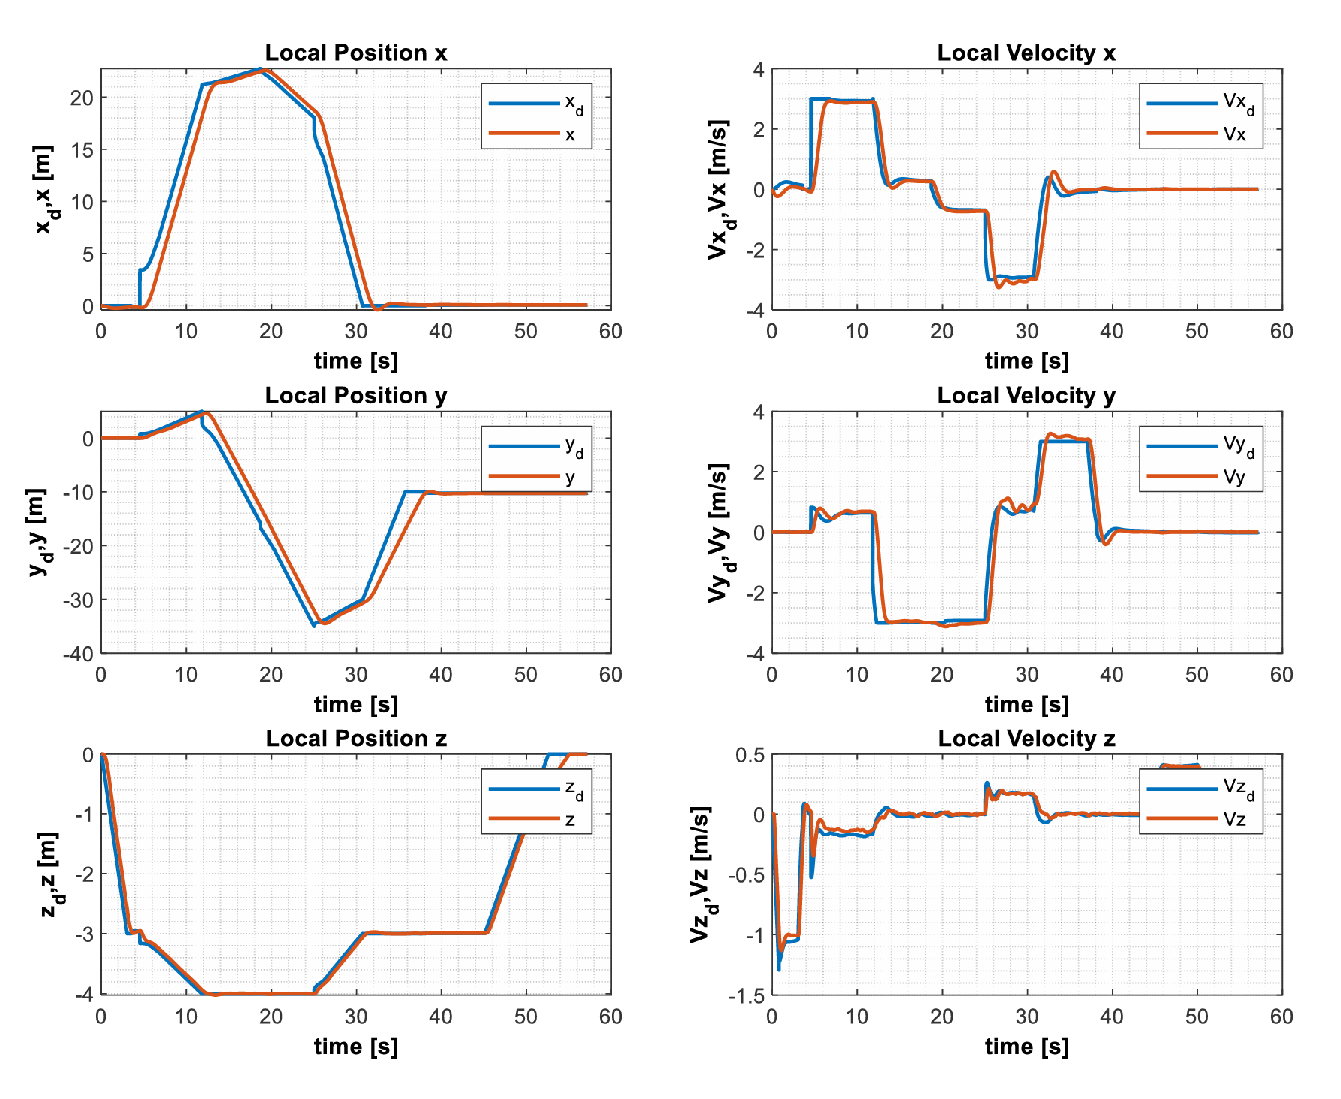 Local Position x
x_d,x [m]
20
15
10
5
0
x_d
x
0 10 20 30 40 50 60
time [s]
Local Velocity x
Vx_d,Vx [m/s]
4
2
0
-2
-4
Vx_d
Vx
0 10 20 30 40 50 60
time [s]
Local Position y
y_d,y [m]
0
-10
-20
-30
-40
y_d
y
0 10 20 30 40 50 60
time [s]
Local Velocity y
Vy_d,Vy [m/s]
4
2
0
-2
-4
Vy_d
Vy
0 10 20 30 40 50 60
time [s]
Local Position z
z_d,z [m]
0
-1
-2
-3
-4
z_d
z
0 10 20 30 40 50 60
time [s]
Local Velocity z
Vz_d,Vz [m/s]
0.5
0
-0.5
-1
-1.5
Vz_d
Vz
0 10 20 30 40 50 60
time [s]